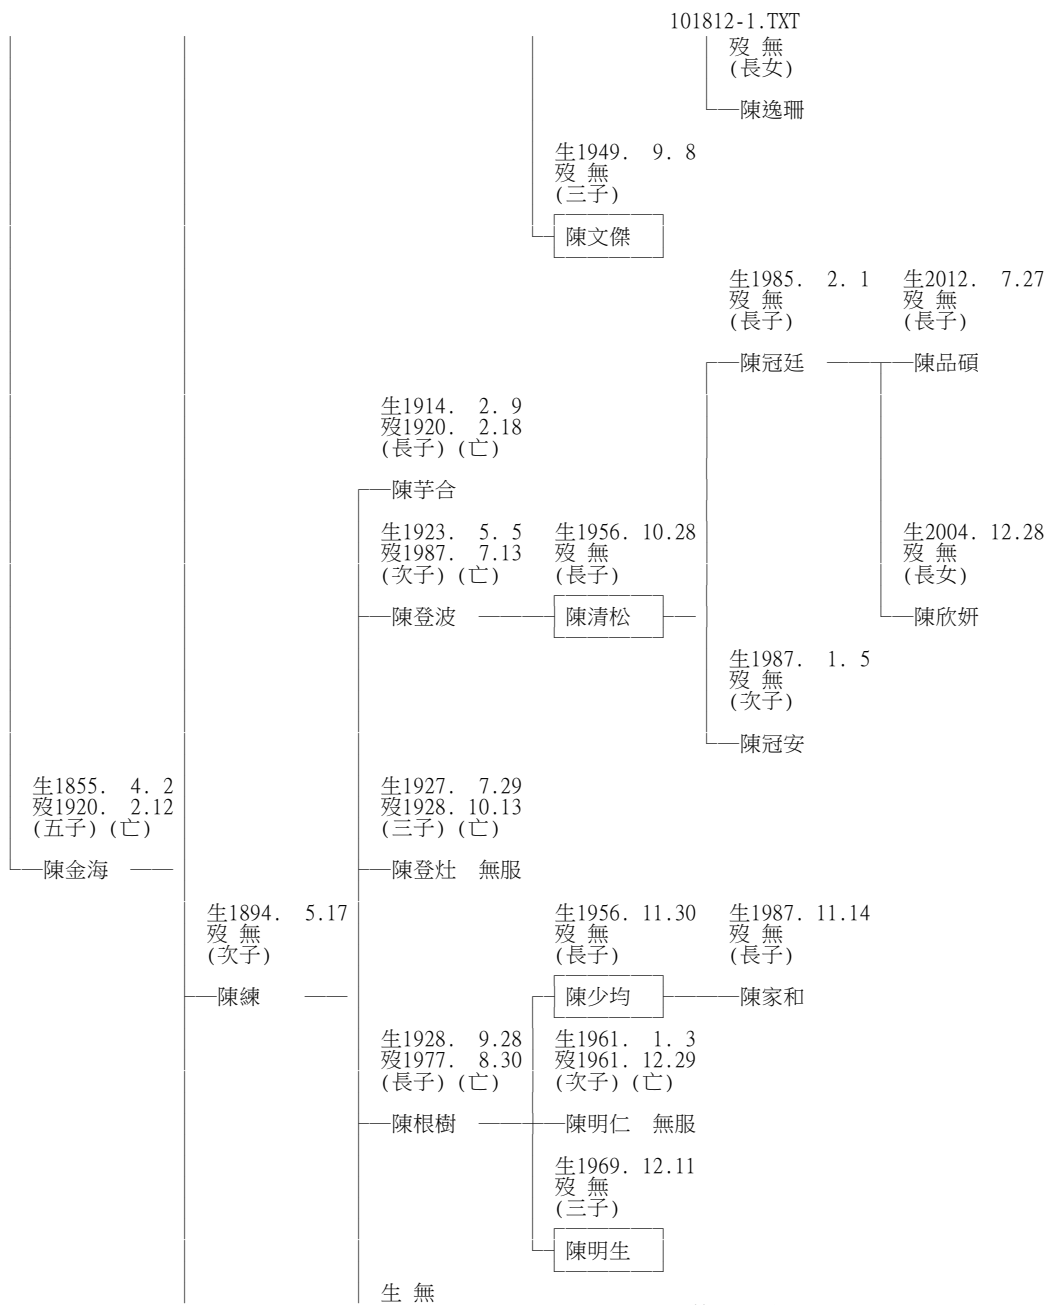 101812-1.TXT
歿 無
(長女)
陳逸珊
生1949. 9. 8
歿 無
(三子)
陳文傑
生1985. 2. 1 生2012. 7.27
歿 無 歿 無
(長子) (長子)
陳冠廷 陳品碩
生1914. 2. 9
歿1920. 2.18
(長子)(亡)
陳芋合
生1923. 5. 5 生1956. 10.28 生2004. 12.28
歿1987. 7.13 歿 無 歿 無
(次子)(亡) (長子) (長女)
陳登波 陳清松 陳欣妍
生1987. 1. 5
歿 無
(次子)
陳冠安
生1855. 4. 2 生1927. 7.29
歿1920. 2.12 歿1928. 10.13
(五子)(亡) (三子)(亡)
陳金海 陳登灶 無服
生1894. 5.17 生1956. 11.30 生1987. 11.14
歿 無 歿 無 歿 無
(次子) (長子) (長子)
陳練 陳少均 陳家和
生1928. 9.28 生1961. 1. 3
歿1977. 8.30 歿1961. 12.29
(長子)(亡) (次子)(亡)
陳根樹 陳明仁 無服
生1969. 12.11
歿 無
(三子)
陳明生
生 無